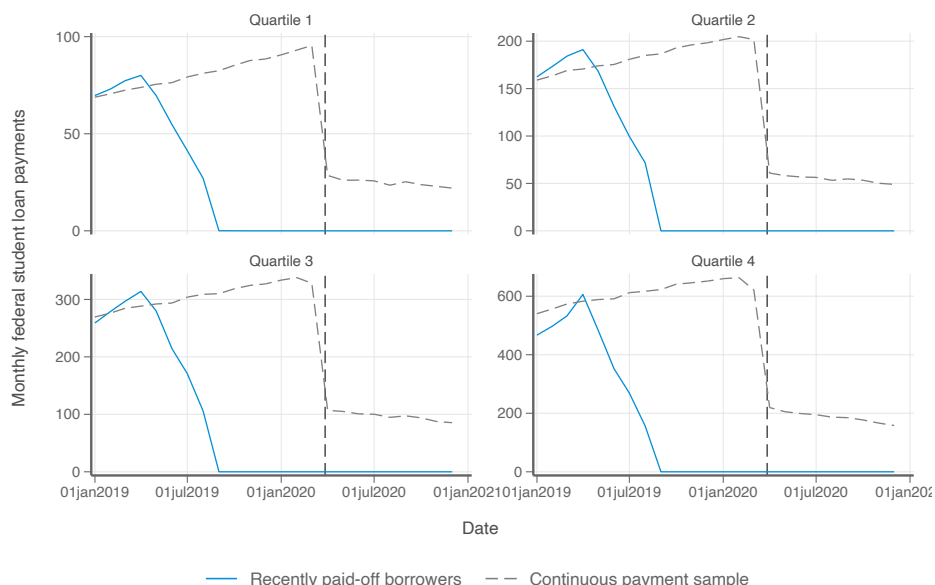 Quartile 1
Quartile 2
100
50
0
200
150
100
50
0
Monthly federal student loan payments
Quartile 3
Quartile 4
300
200
100
0
600
400
200
0
01jan2019 01jul2019 01jan2020 01jul2020 01jan2021
01jan2019 01jul2019 01jan2020 01jul2020 01jan202
Date
Recently paid-off borrowers Continuous payment sample